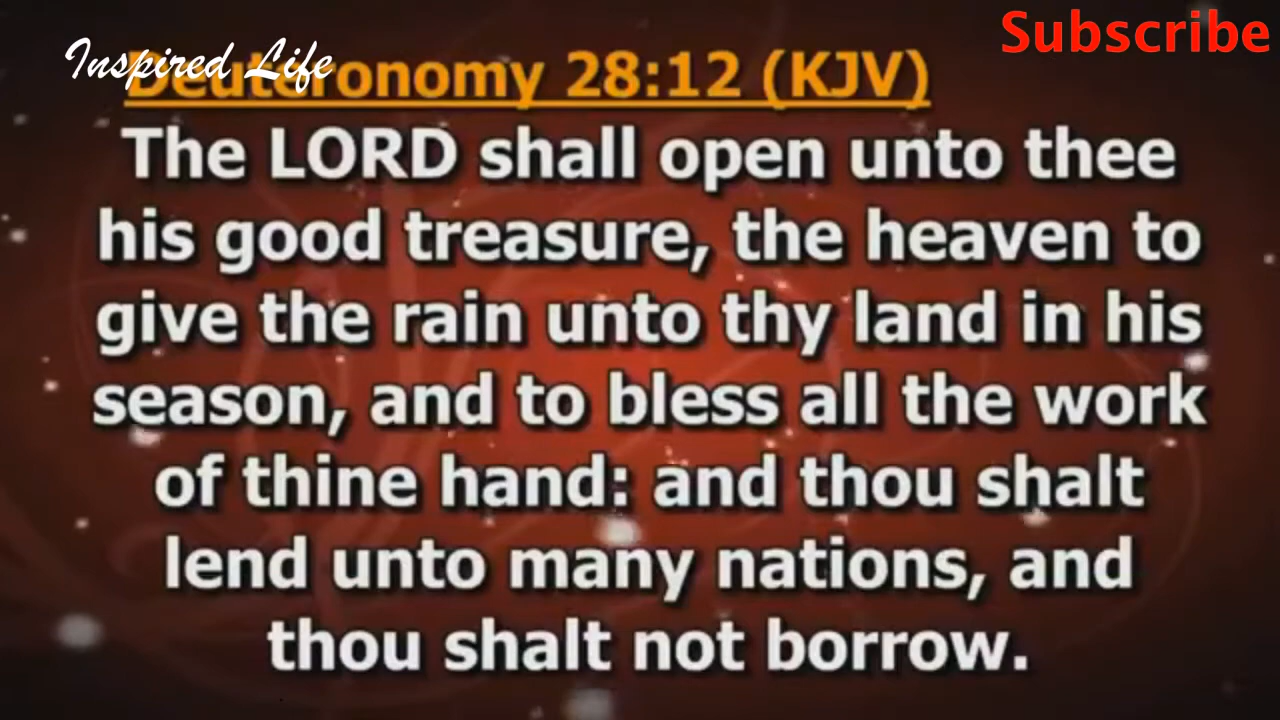 Inspired Life
Subscribe
Deuteronomy 28:12 (KJV)
The LORD shall open unto thee
his good treasure, the heaven to
give the rain unto thy land in his
season, and to bless all the work
of thine hand: and thou shalt
lend unto many nations, and
thou shalt not borrow.